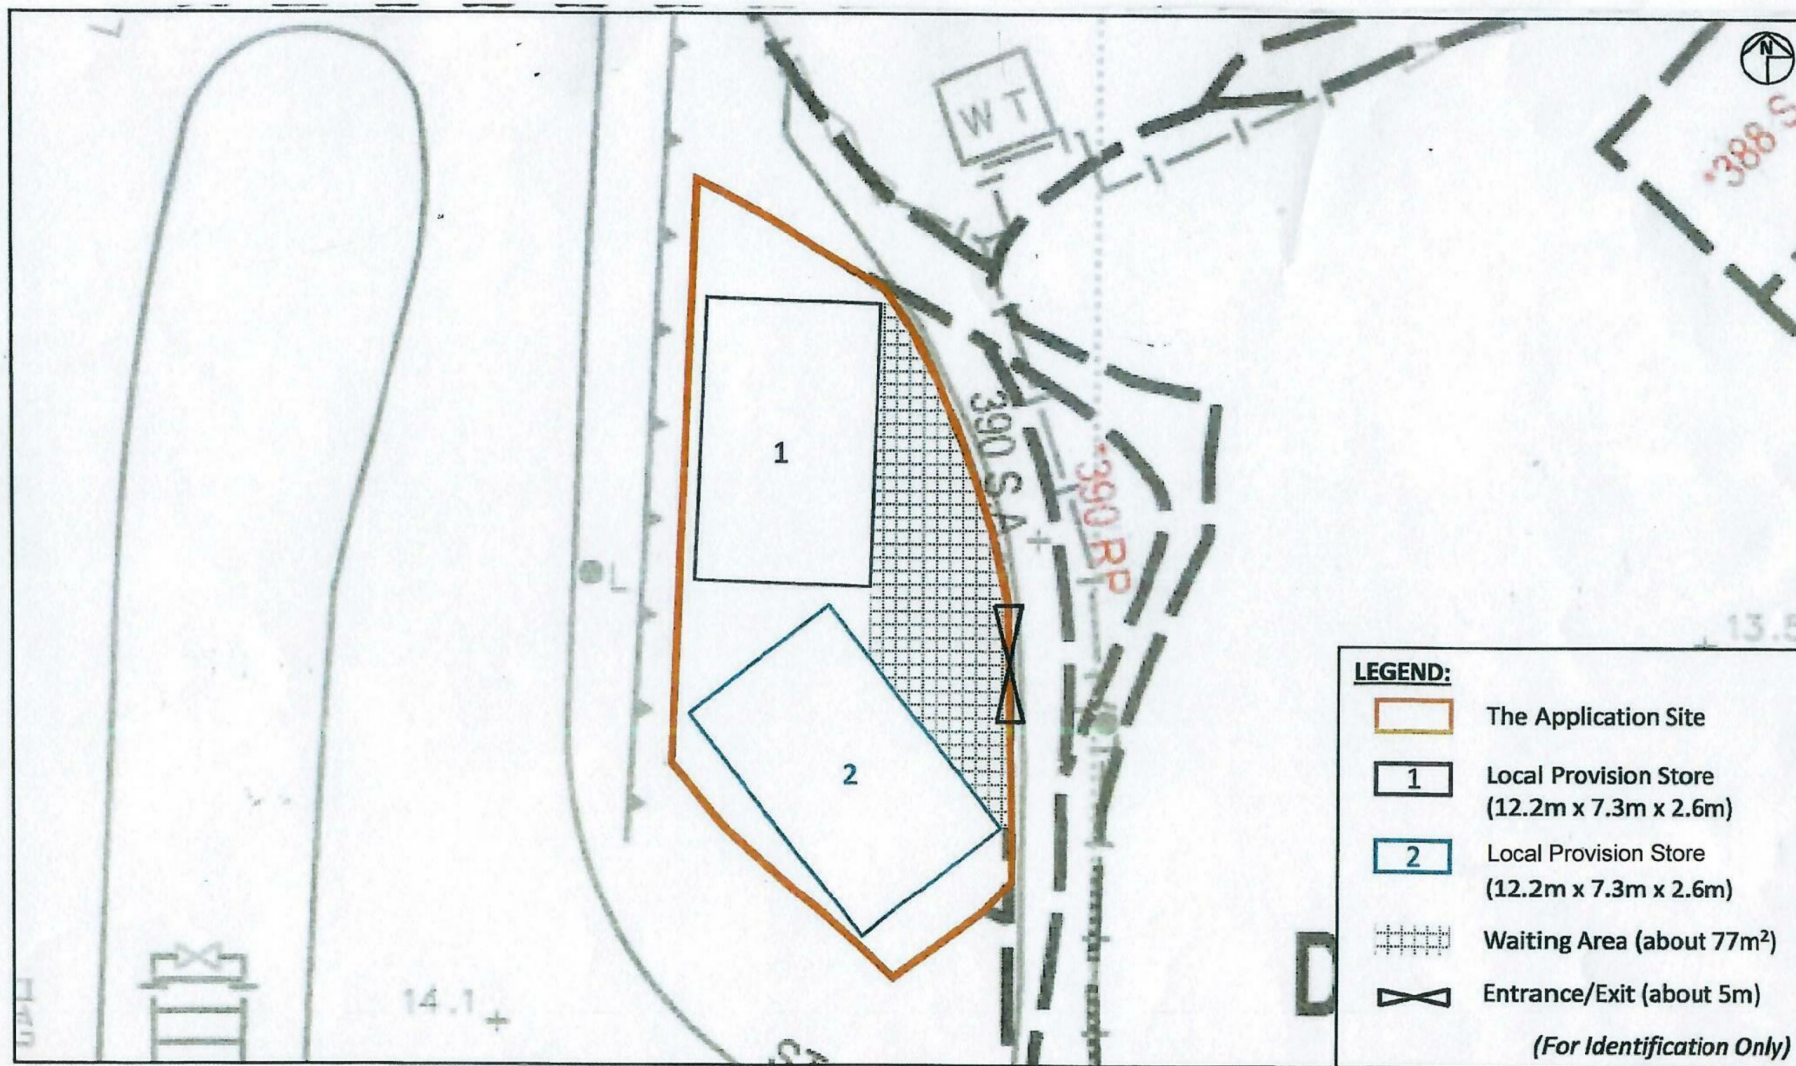 N
W T
*388 S
1
390 S.A
*390 RP
L
13.5
2
14.1
D
LEGEND:
The Application Site
1
Local Provision Store
(12.2m x 7.3m x 2.6m)
2
Local Provision Store
(12.2m x 7.3m x 2.6m)
Waiting Area (about 77m²)
Entrance/Exit (about 5m)
(For Identification Only)